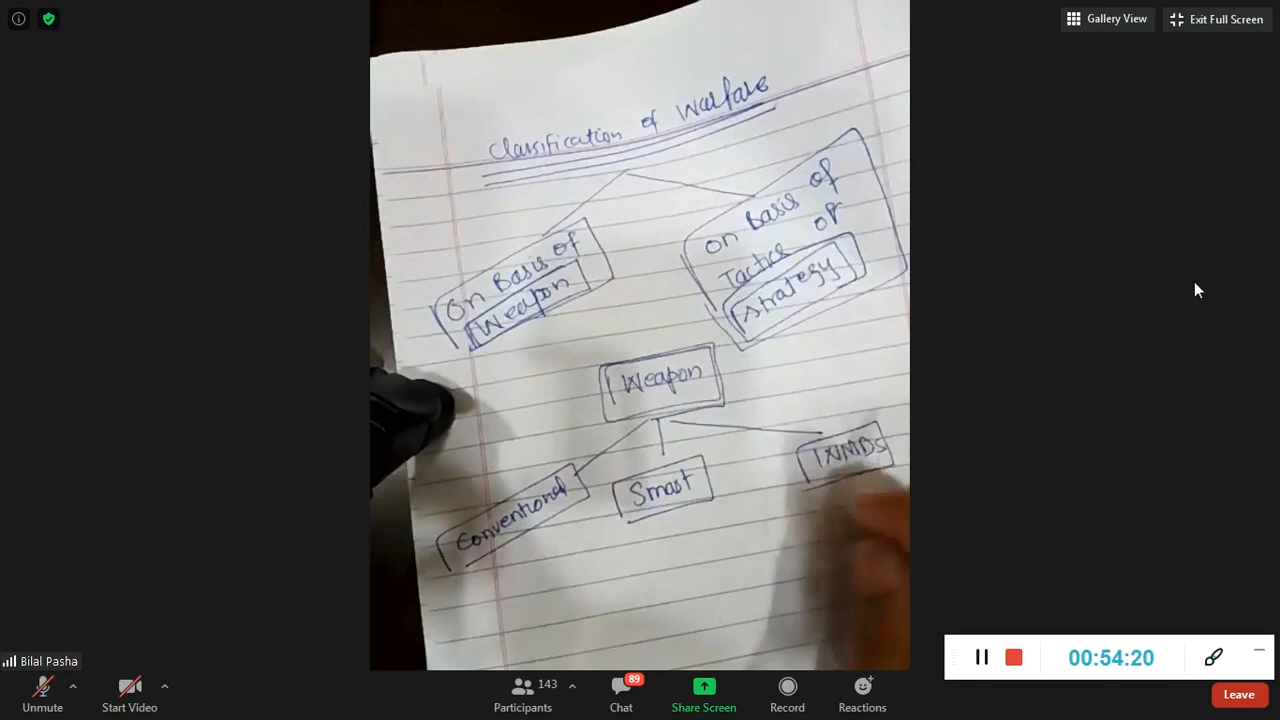 Gallery View
Exit Full Screen
Classification of Warfare
On Basis of
Weapon
On Basis of
Tactics or
Strategy
Weapon
Conventional
Smart
WMDs
Bilal Pasha
00:54:20
Unmute
Start Video
143
Participants
89
Chat
Share Screen
Record
Reactions
Leave